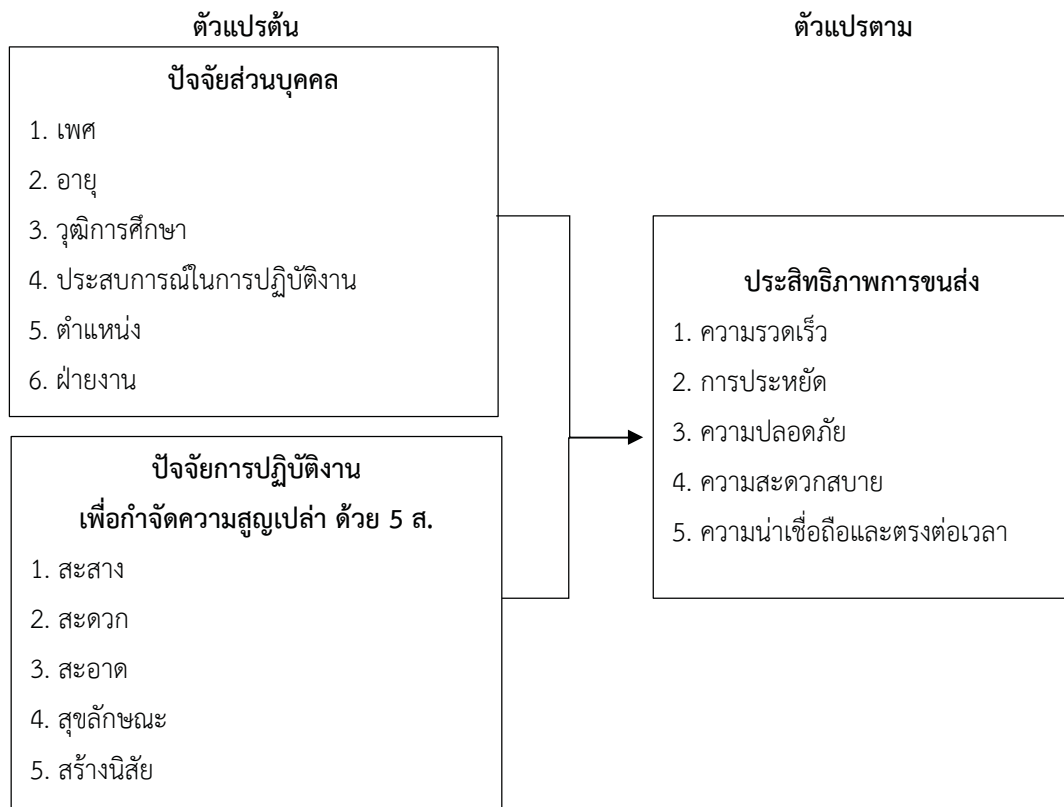 ตัวแปรต้น
ตัวแปรตาม
ปัจจัยส่วนบุคคล
1. เพศ
2. อายุ
3. วุฒิการศึกษา
4. ประสบการณ์ในการปฏิบัติงาน
5. ตำแหน่ง
6. ฝ่ายงาน
ปัจจัยการปฏิบัติงาน
เพื่อกำจัดความสูญเปล่า ด้วย 5 ส.
1. สะสาง
2. สะดวก
3. สะอาด
4. สุขลักษณะ
5. สร้างนิสัย
ประสิทธิภาพการขนส่ง
1. ความรวดเร็ว
2. การประหยัด
3. ความปลอดภัย
4. ความสะดวกสบาย
5. ความน่าเชื่อถือและตรงต่อเวลา